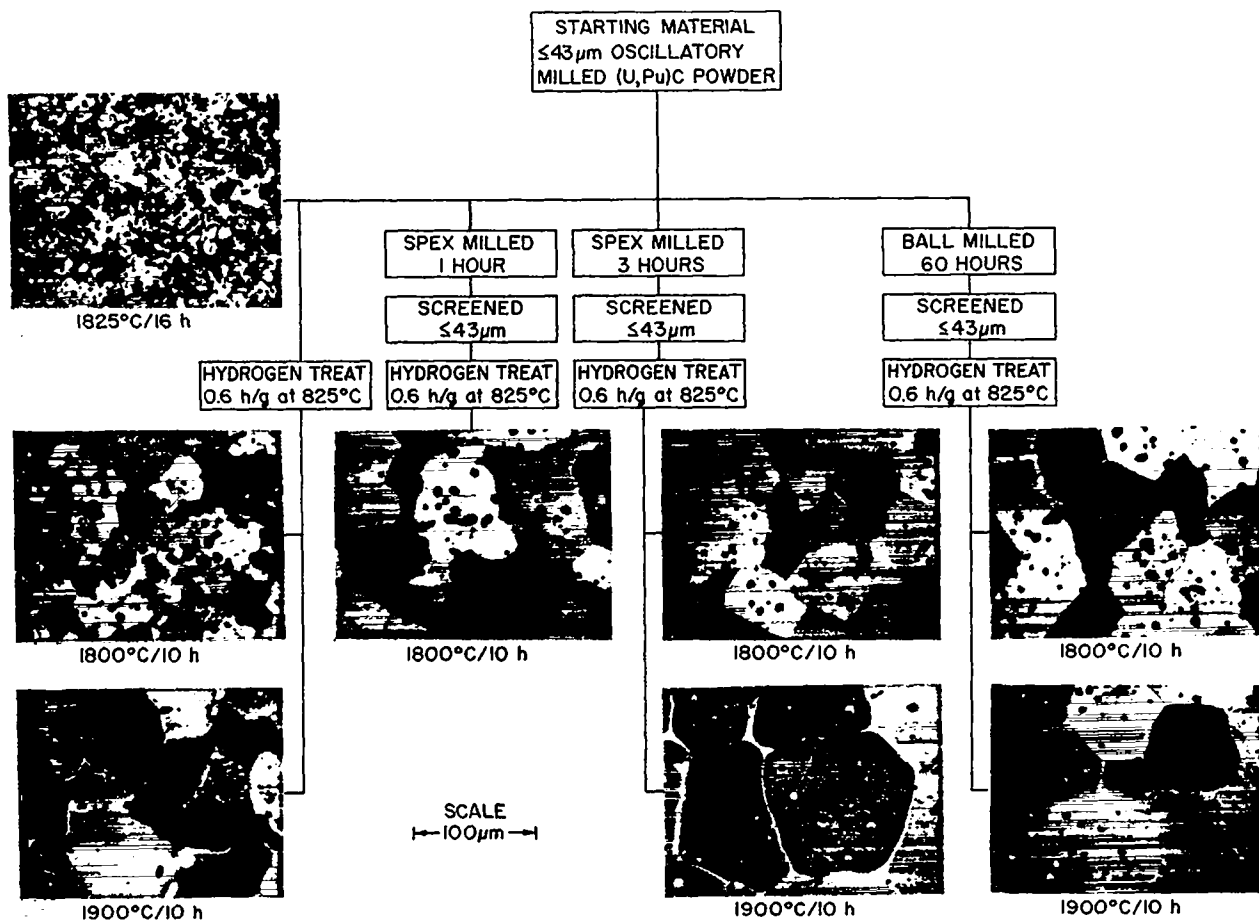 STARTING MATERIAL
≤43μm OSCILLATORY
MILLED (U,Pu)C POWDER
1825°C/16 h
SPEX MILLED
1 HOUR
SPEX MILLED
3 HOURS
BALL MILLED
60 HOURS
SCREENED
≤43μm
SCREENED
≤43μm
SCREENED
≤43μm
HYDROGEN TREAT
0.6 h/g at 825°C
HYDROGEN TREAT
0.6 h/g at 825°C
HYDROGEN TREAT
0.6 h/g at 825°C
HYDROGEN TREAT
0.6 h/g at 825°C
1800°C/10 h
1800°C/10 h
1800°C/10 h
1800°C/10 h
SCALE
100μm
1900°C/10 h
1900°C/10 h
1900°C/10 h